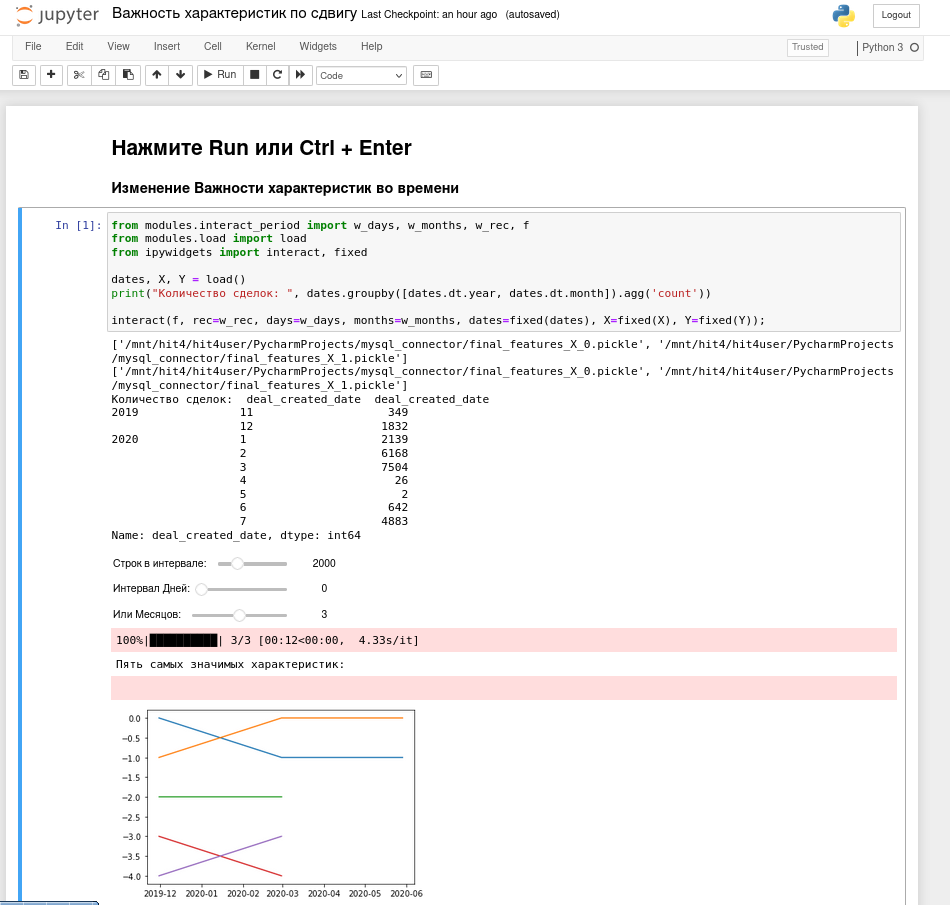 jupyter Важность характеристик по сдвигу Last Checkpoint: an hour ago (autosaved) Logout
File Edit View Insert Cell Kernel Widgets Help Trusted Python 3
Run Code
Нажмите Run или Ctrl + Enter
Изменение Важности характеристик во времени
In [1]: from modules.interact_period import w_days, w_months, w_rec, f
from modules.load import load
from ipywidgets import interact, fixed
dates, X, Y = load()
print("Количество сделок: ", dates.groupby([dates.dt.year, dates.dt.month]).agg('count'))
interact(f, rec=w_rec, days=w_days, months=w_months, dates=fixed(dates), X=fixed(X), Y=fixed(Y));
['/mnt/hit4/hit4user/PycharmProjects/mysql_connector/final_features_X_0.pickle', '/mnt/hit4/hit4user/PycharmProjects
/mysql_connector/final_features_X_1.pickle']
['/mnt/hit4/hit4user/PycharmProjects/mysql_connector/final_features_X_0.pickle', '/mnt/hit4/hit4user/PycharmProjects
/mysql_connector/final_features_X_1.pickle']
Количество сделок:  deal_created_date  deal_created_date
2019 11 349
12 1832
2020 1 2139
2 6168
3 7504
4 26
5 2
6 642
7 4883
Name: deal_created_date, dtype: int64
Строк в интервале: 2000
Интервал Дней: 0
Или Месяцов: 3
100%|██████████| 3/3 [00:12<00:00,  4.33s/it]
Пять самых значимых характеристик:
0.0
−0.5
−1.0
−1.5
−2.0
−2.5
−3.0
−3.5
−4.0
2019-12 2020-01 2020-02 2020-03 2020-04 2020-05 2020-06